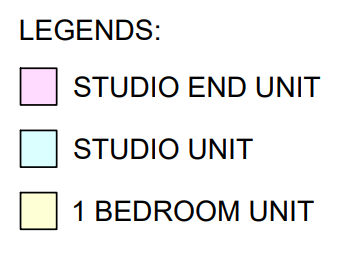 LEGENDS:
STUDIO END UNIT
STUDIO UNIT
1 BEDROOM UNIT